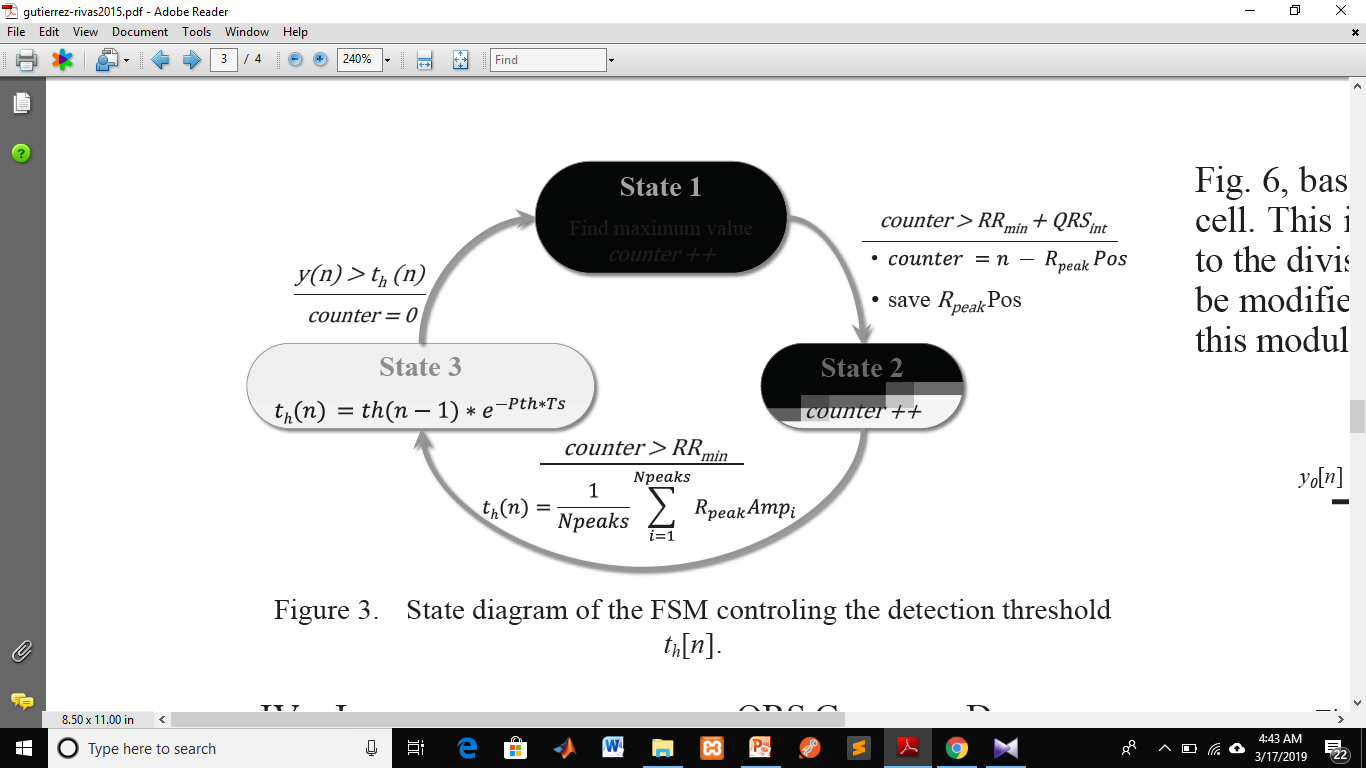 gutierrez-rivas2015.pdf - Adobe Reader
File Edit View Document Tools Window Help
3 / 4 240% Find
State 1
Find maximum value
counter ++
counter > RRmin + QRSint
• counter = n − Rpeak Pos
• save RpeakPos
y(n) > th (n)
counter = 0
State 3
th(n) = th(n − 1) ∗ e^−Pth∗Ts
State 2
counter ++
counter > RRmin
th(n) = 1/Npeaks ∑ i=1 Npeaks Rpeak Ampi
Figure 3. State diagram of the FSM controling the detection threshold
th[n].
Fig. 6, bas
cell. This i
to the divis
be modifie
this modul
y0[n]
8.50 x 11.00 in
Type here to search
4:43 AM
3/17/2019
22